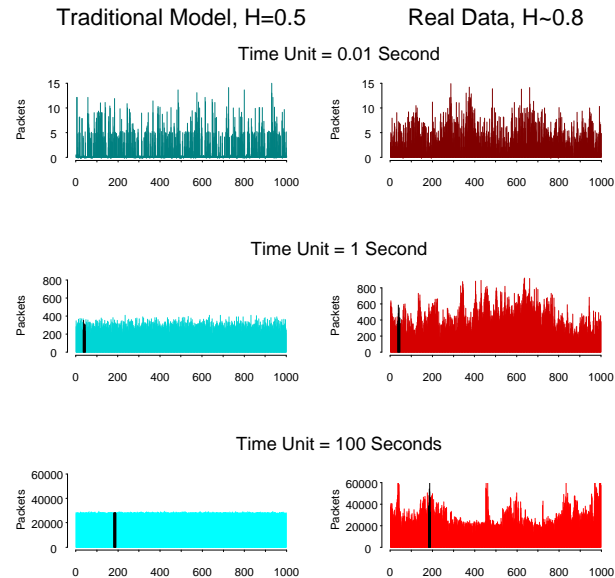 Traditional Model, H=0.5
Real Data, H~0.8
Time Unit = 0.01 Second
Packets
15
10
5
0
0 200 400 600 800 1000
Packets
15
10
5
0
0 200 400 600 800 1000
Time Unit = 1 Second
Packets
800
600
400
200
0
0 200 400 600 800 1000
Packets
800
600
400
200
0
0 200 400 600 800 1000
Time Unit = 100 Seconds
Packets
60000
40000
20000
0
0 200 400 600 800 1000
Packets
60000
40000
20000
0
0 200 400 600 800 1000